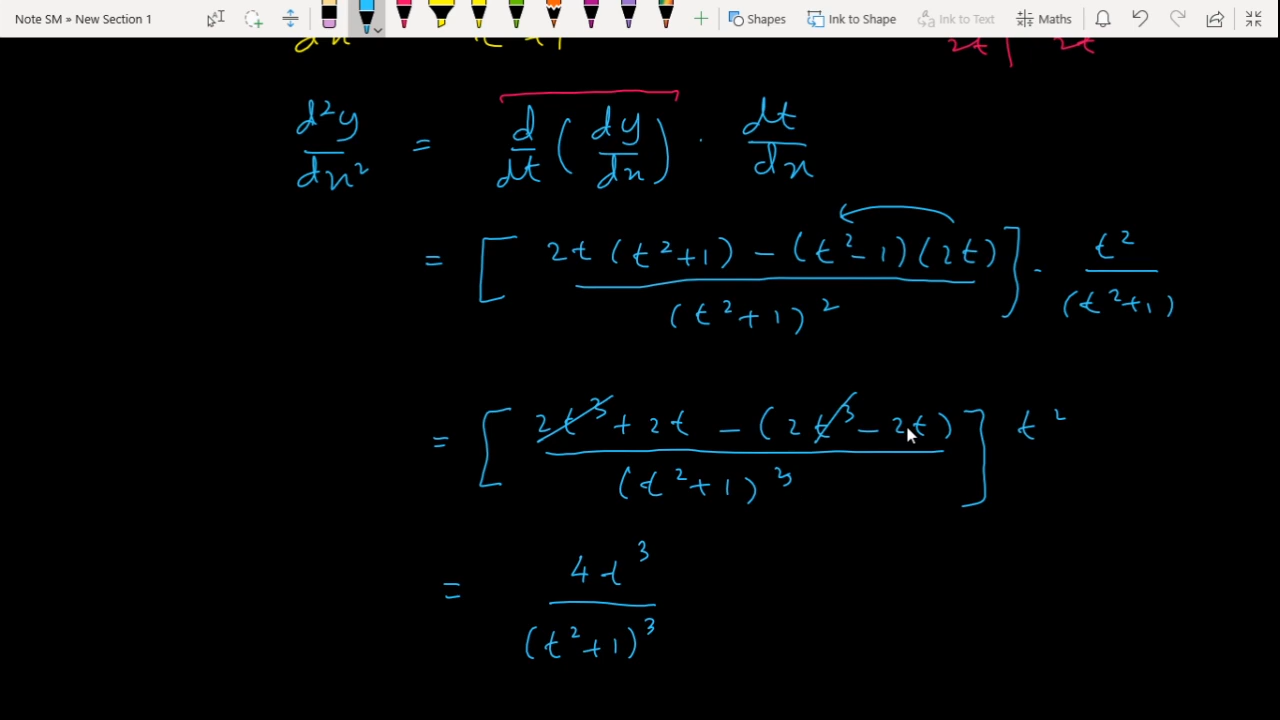 Note SM » New Section 1 Shapes Ink to Shape Ink to Text Maths
2t 2t
d²y/dx² = d/dt (dy/dx) · dt/dx
= [ 2t (t²+1) − (t²−1)(2t) / (t²+1)² ] · t²/(t²+1)
= [ 2t³ + 2t − (2t³ − 2t) / (t²+1)³ ] t²
= 4t³/(t²+1)³